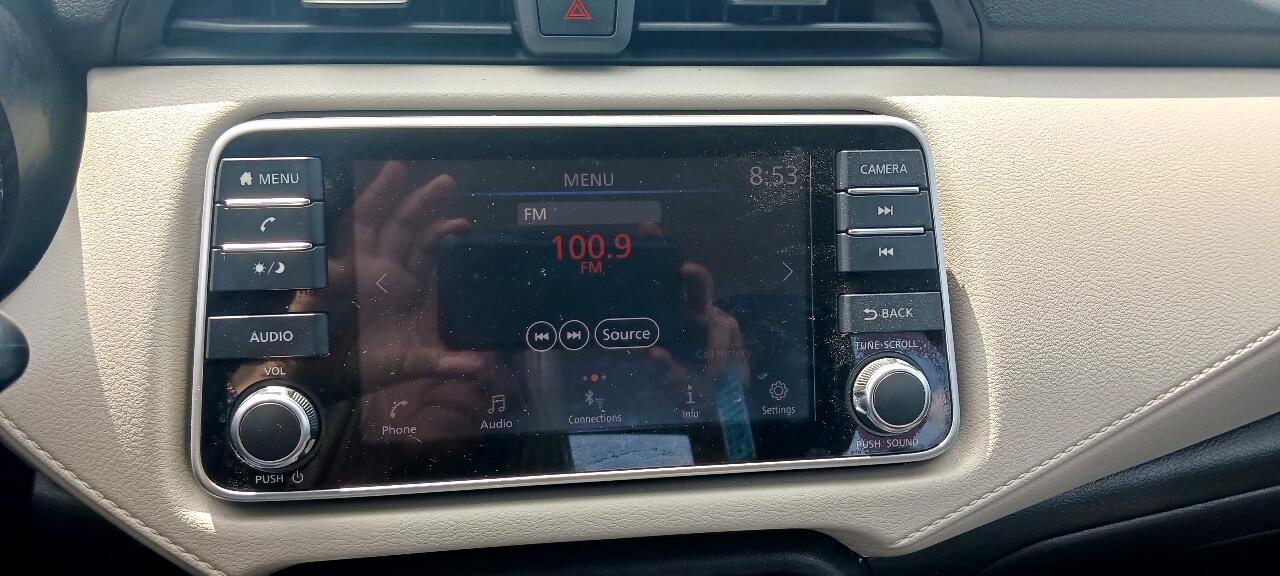 MENU
AUDIO
VOL
PUSH
MENU
8:53
FM
100.9
FM
Source
Call History
Phone
Audio
Connections
Info
Settings
CAMERA
BACK
TUNE·SCROLL
PUSH SOUND